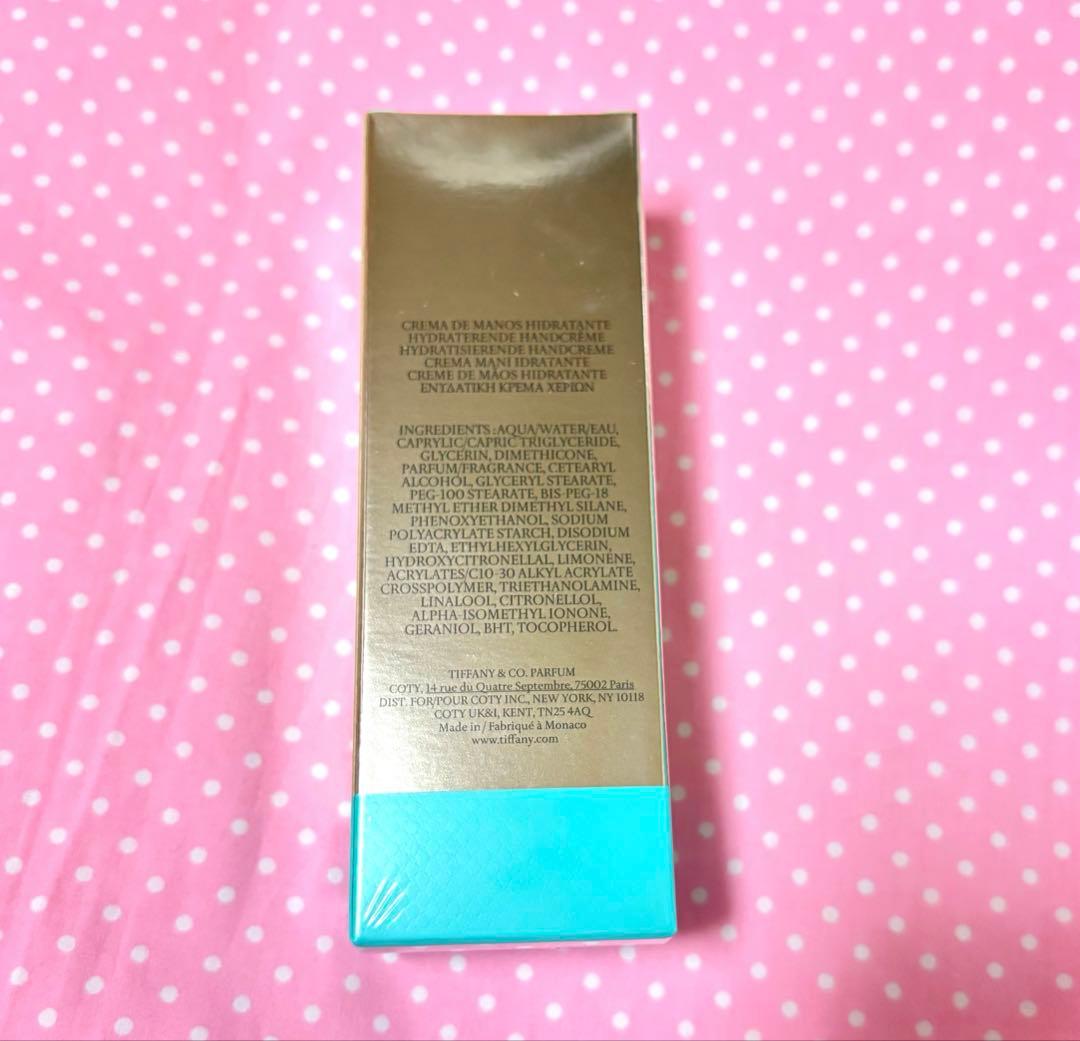 CREMA DE MANOS HIDRATANTE
HYDRATERENDE HANDCRÈME
HYDRATISIERENDE HANDCREME
CREMA MANI IDRATANTE
CREME DE MÃOS HIDRATANTE
ΕΝΥΔΑΤΙΚΗ ΚΡΕΜΑ ΧΕΡΙΩΝ
INGREDIENTS :AQUA/WATER/EAU,
CAPRYLIC/CAPRIC TRIGLYCERIDE,
GLYCERIN, DIMETHICONE,
PARFUM/FRAGRANCE, CETEARYL
ALCOHOL, GLYCERYL STEARATE,
PEG-100 STEARATE, BIS-PEG-18
METHYL ETHER DIMETHYL SILANE,
PHENOXYETHANOL, SODIUM
POLYACRYLATE STARCH, DISODIUM
EDTA, ETHYLHEXYLGLYCERIN,
HYDROXYCITRONELLAL, LIMONENE,
ACRYLATES/C10-30 ALKYL ACRYLATE
CROSSPOLYMER, TRIETHANOLAMINE,
LINALOOL, CITRONELLOL,
ALPHA-ISOMETHYL IONONE,
GERANIOL, BHT, TOCOPHEROL.
TIFFANY & CO. PARFUM
COTY, 14 rue du Quatre Septembre, 75002 Paris
DIST. FOR/POUR COTY INC., NEW YORK, NY 10118
COTY UK&I, KENT, TN25 4AQ
Made in / Fabriqué à Monaco
www.tiffany.com